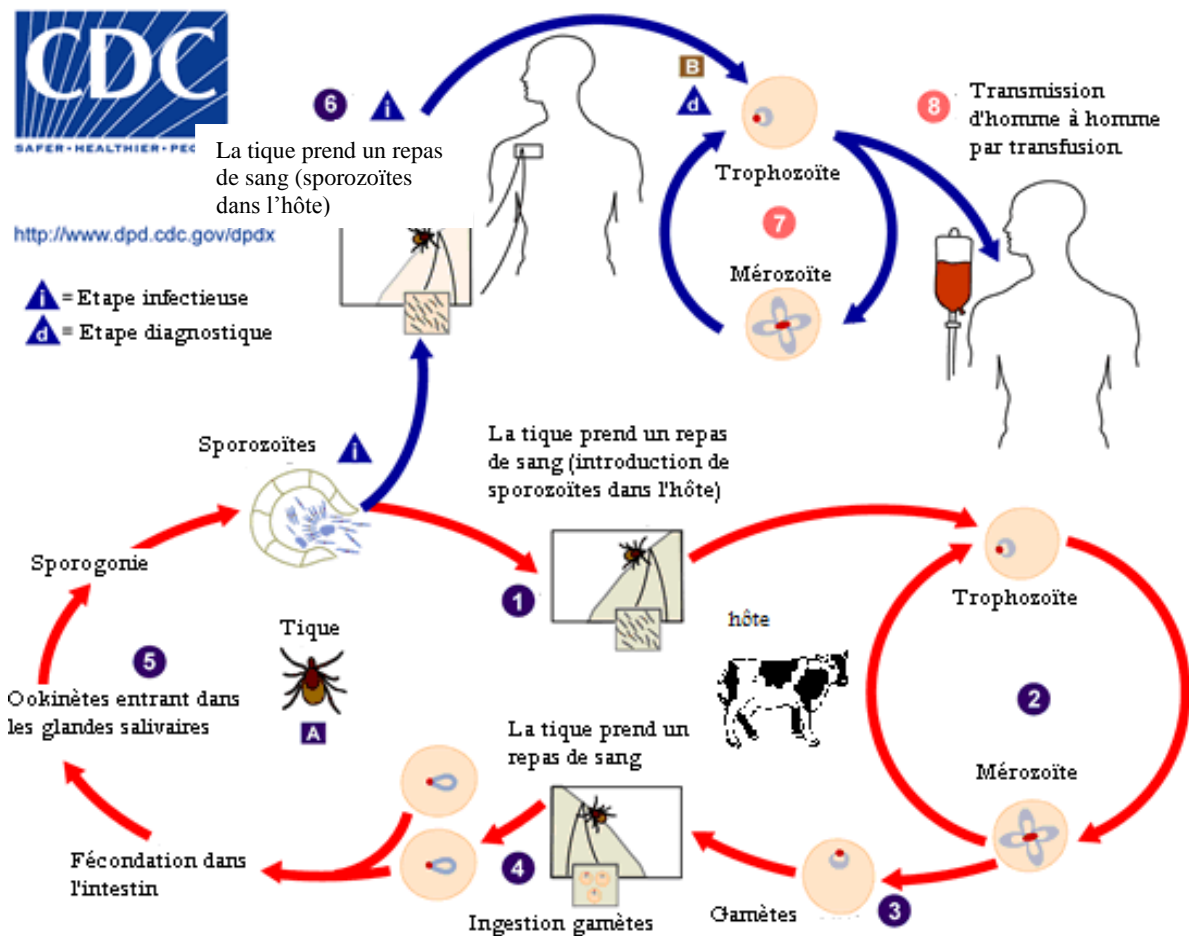 CDC
SAFER·HEALTHIER·PEO
http://www.dpd.cdc.gov/dpdx
i = Etape infectieuse
d = Etape diagnostique
6
i
La tique prend un repas
de sang (sporozoïtes
dans l’hôte)
B
d
Trophozoïte
7
Mérozoïte
8
Transmission
d'homme à homme
par transfusion.
Sporozoïtes
i
La tique prend un repas
de sang (introduction de
sporozoïtes dans l'hôte)
1
Trophozoïte
hôte
2
Mérozoïte
Sporogonie
5
Tique
A
Ookinètes entrant dans
les glandes salivaires
La tique prend un
repas de sang
4
Fécondation dans
l'intestin
Ingestion gamètes
Gamètes
3